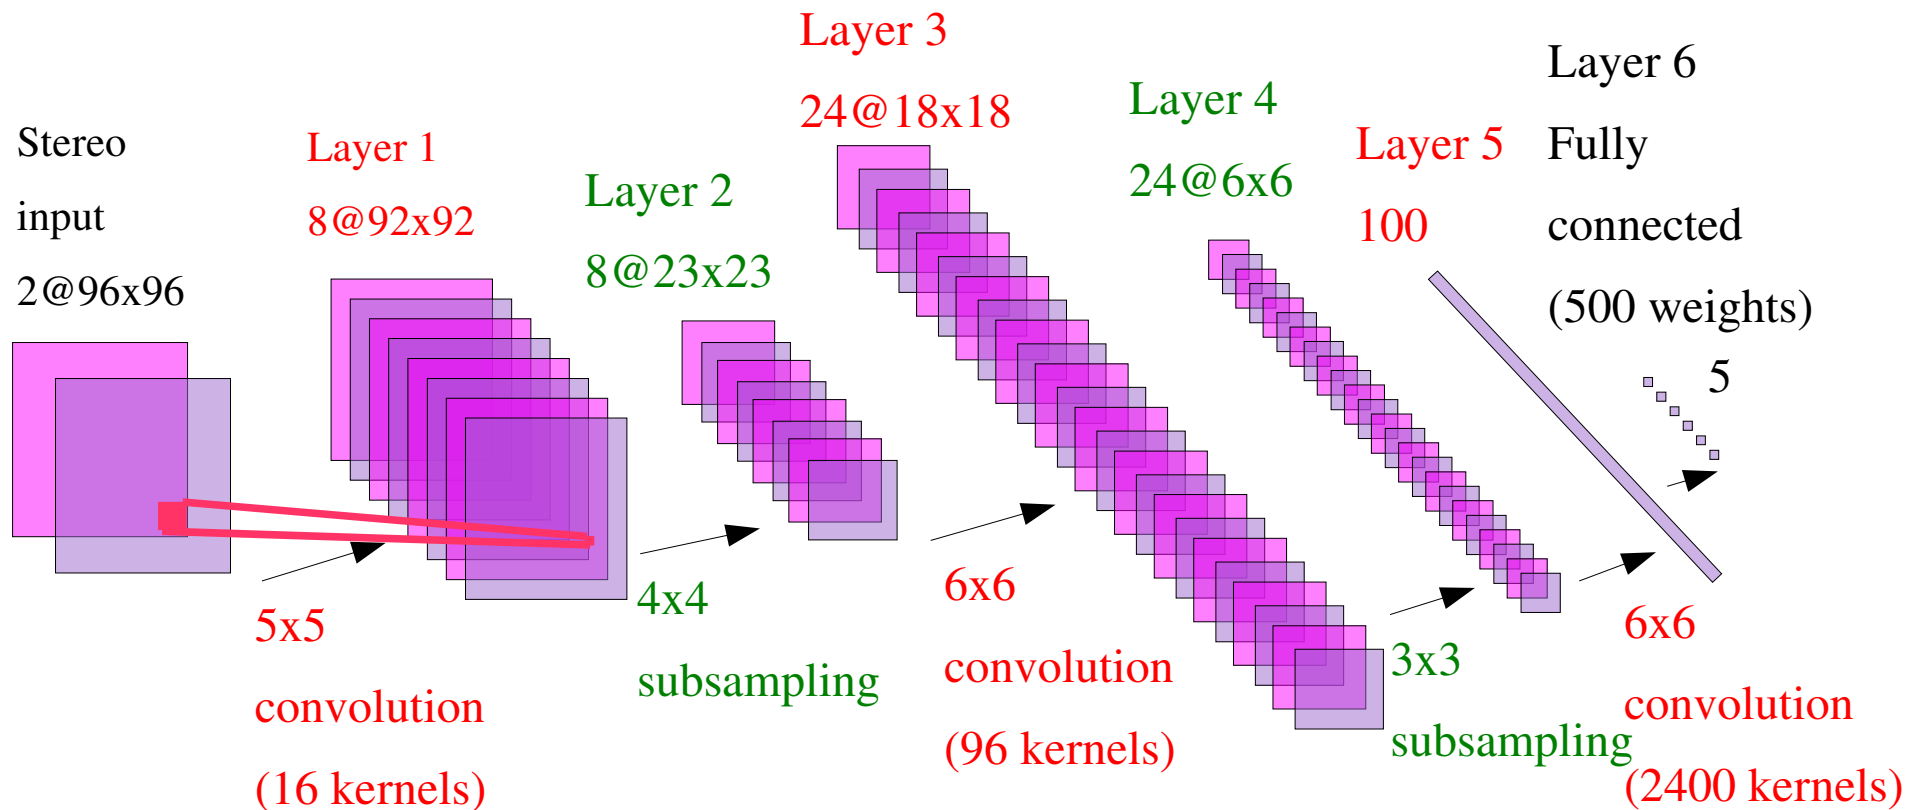 Stereo
input
2@96x96
Layer 1
8@92x92
Layer 2
8@23x23
Layer 3
24@18x18
Layer 4
24@6x6
Layer 5
100
Layer 6
Fully
connected
(500 weights)
5
5x5
convolution
(16 kernels)
4x4
subsampling
6x6
convolution
(96 kernels)
3x3
subsampling
6x6
convolution
(2400 kernels)